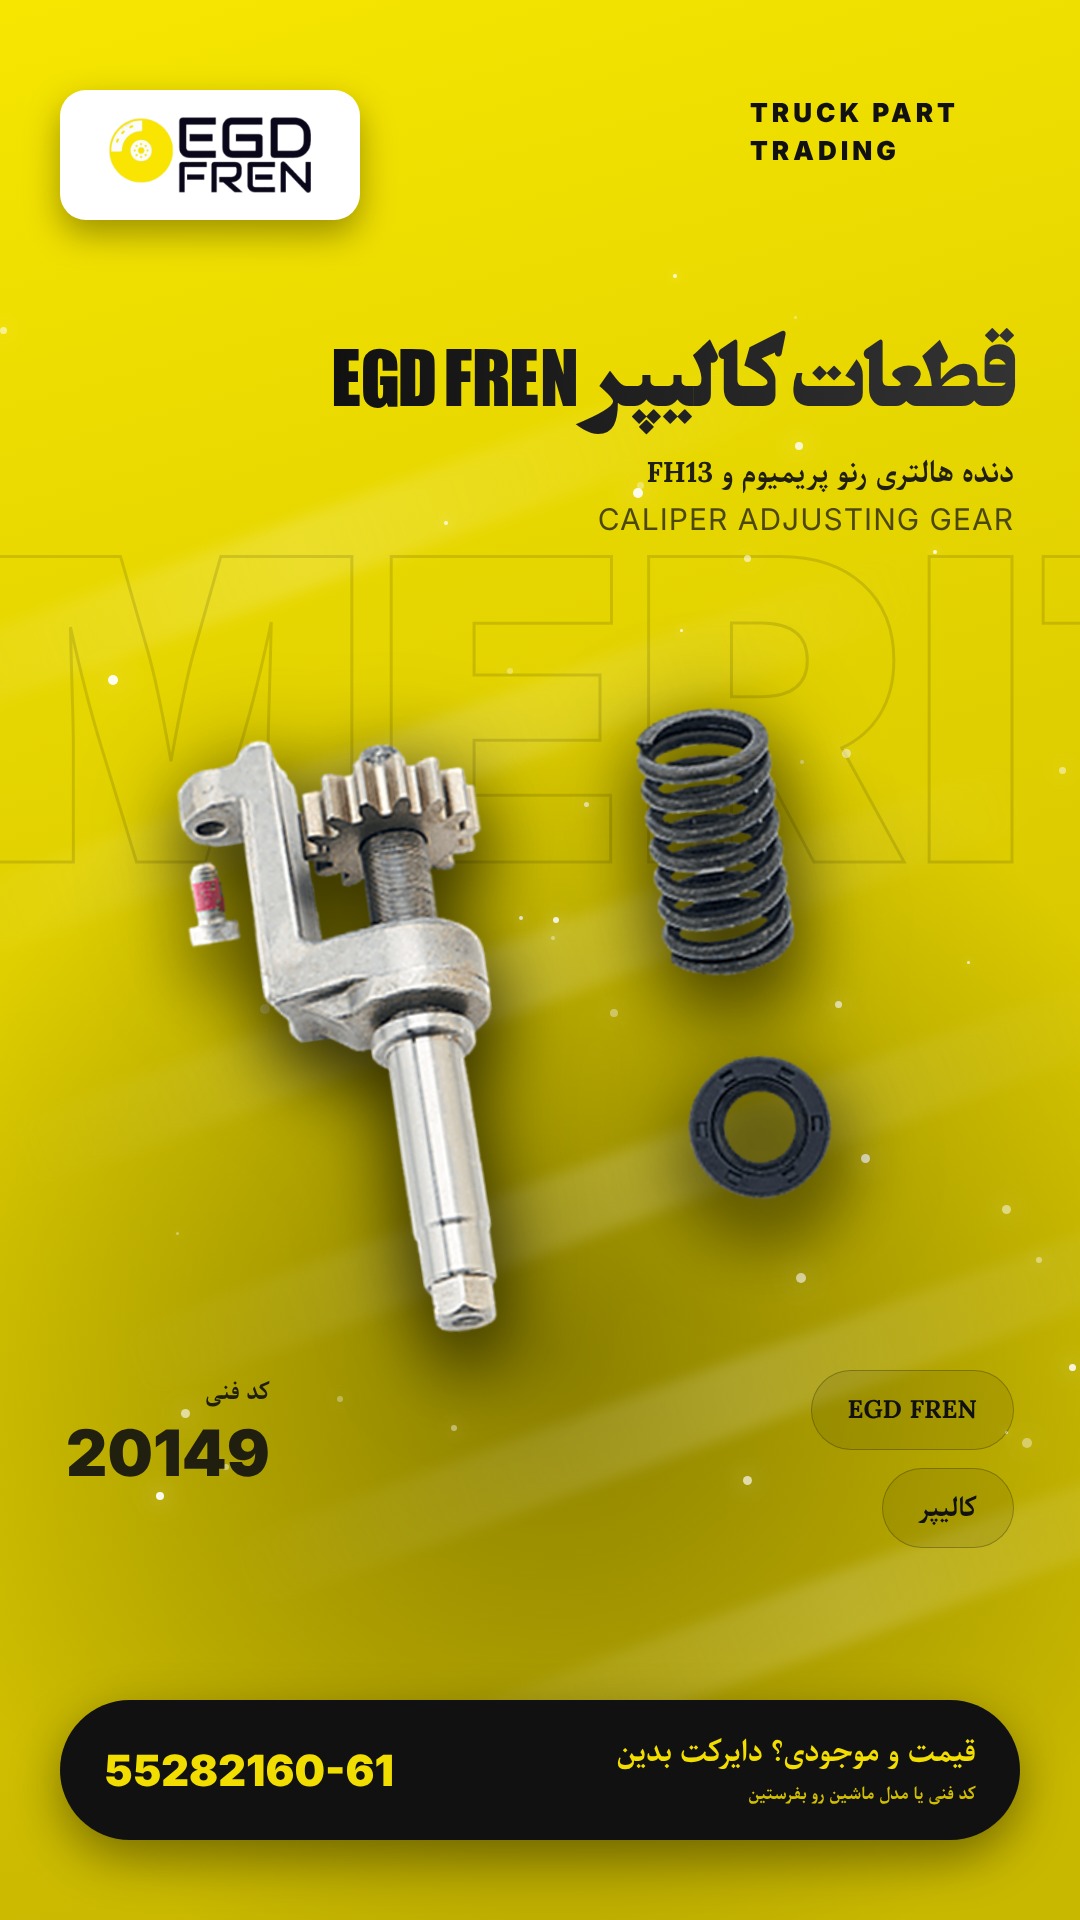 EGD
FREN
TRUCK PART
TRADING
قطعات کالیپر EGD FREN
دنده هالتری رنو پریمیوم و FH13
CALIPER ADJUSTING GEAR
MERIT
کد فنی
20149
EGD FREN
کالیپر
قیمت و موجودی؟ دایرکت بدین
کد فنی یا مدل ماشین رو بفرستین
55282160-61